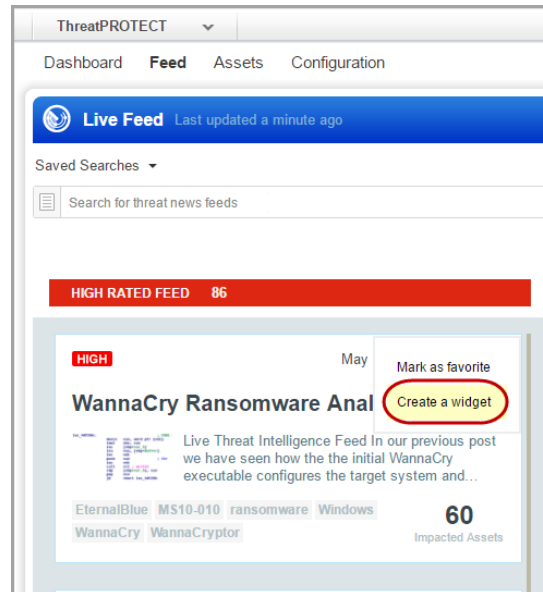 ThreatPROTECT
Dashboard Feed Assets Configuration
Live Feed Last updated a minute ago
Saved Searches
Search for threat news feeds
HIGH RATED FEED 86
HIGH May
Mark as favorite
Create a widget
WannaCry Ransomware Anal
Live Threat Intelligence Feed In our previous post
we have seen how the the initial WannaCry
executable configures the target system and...
EternalBlue MS10-010 ransomware Windows
WannaCry WannaCryptor
60
Impacted Assets